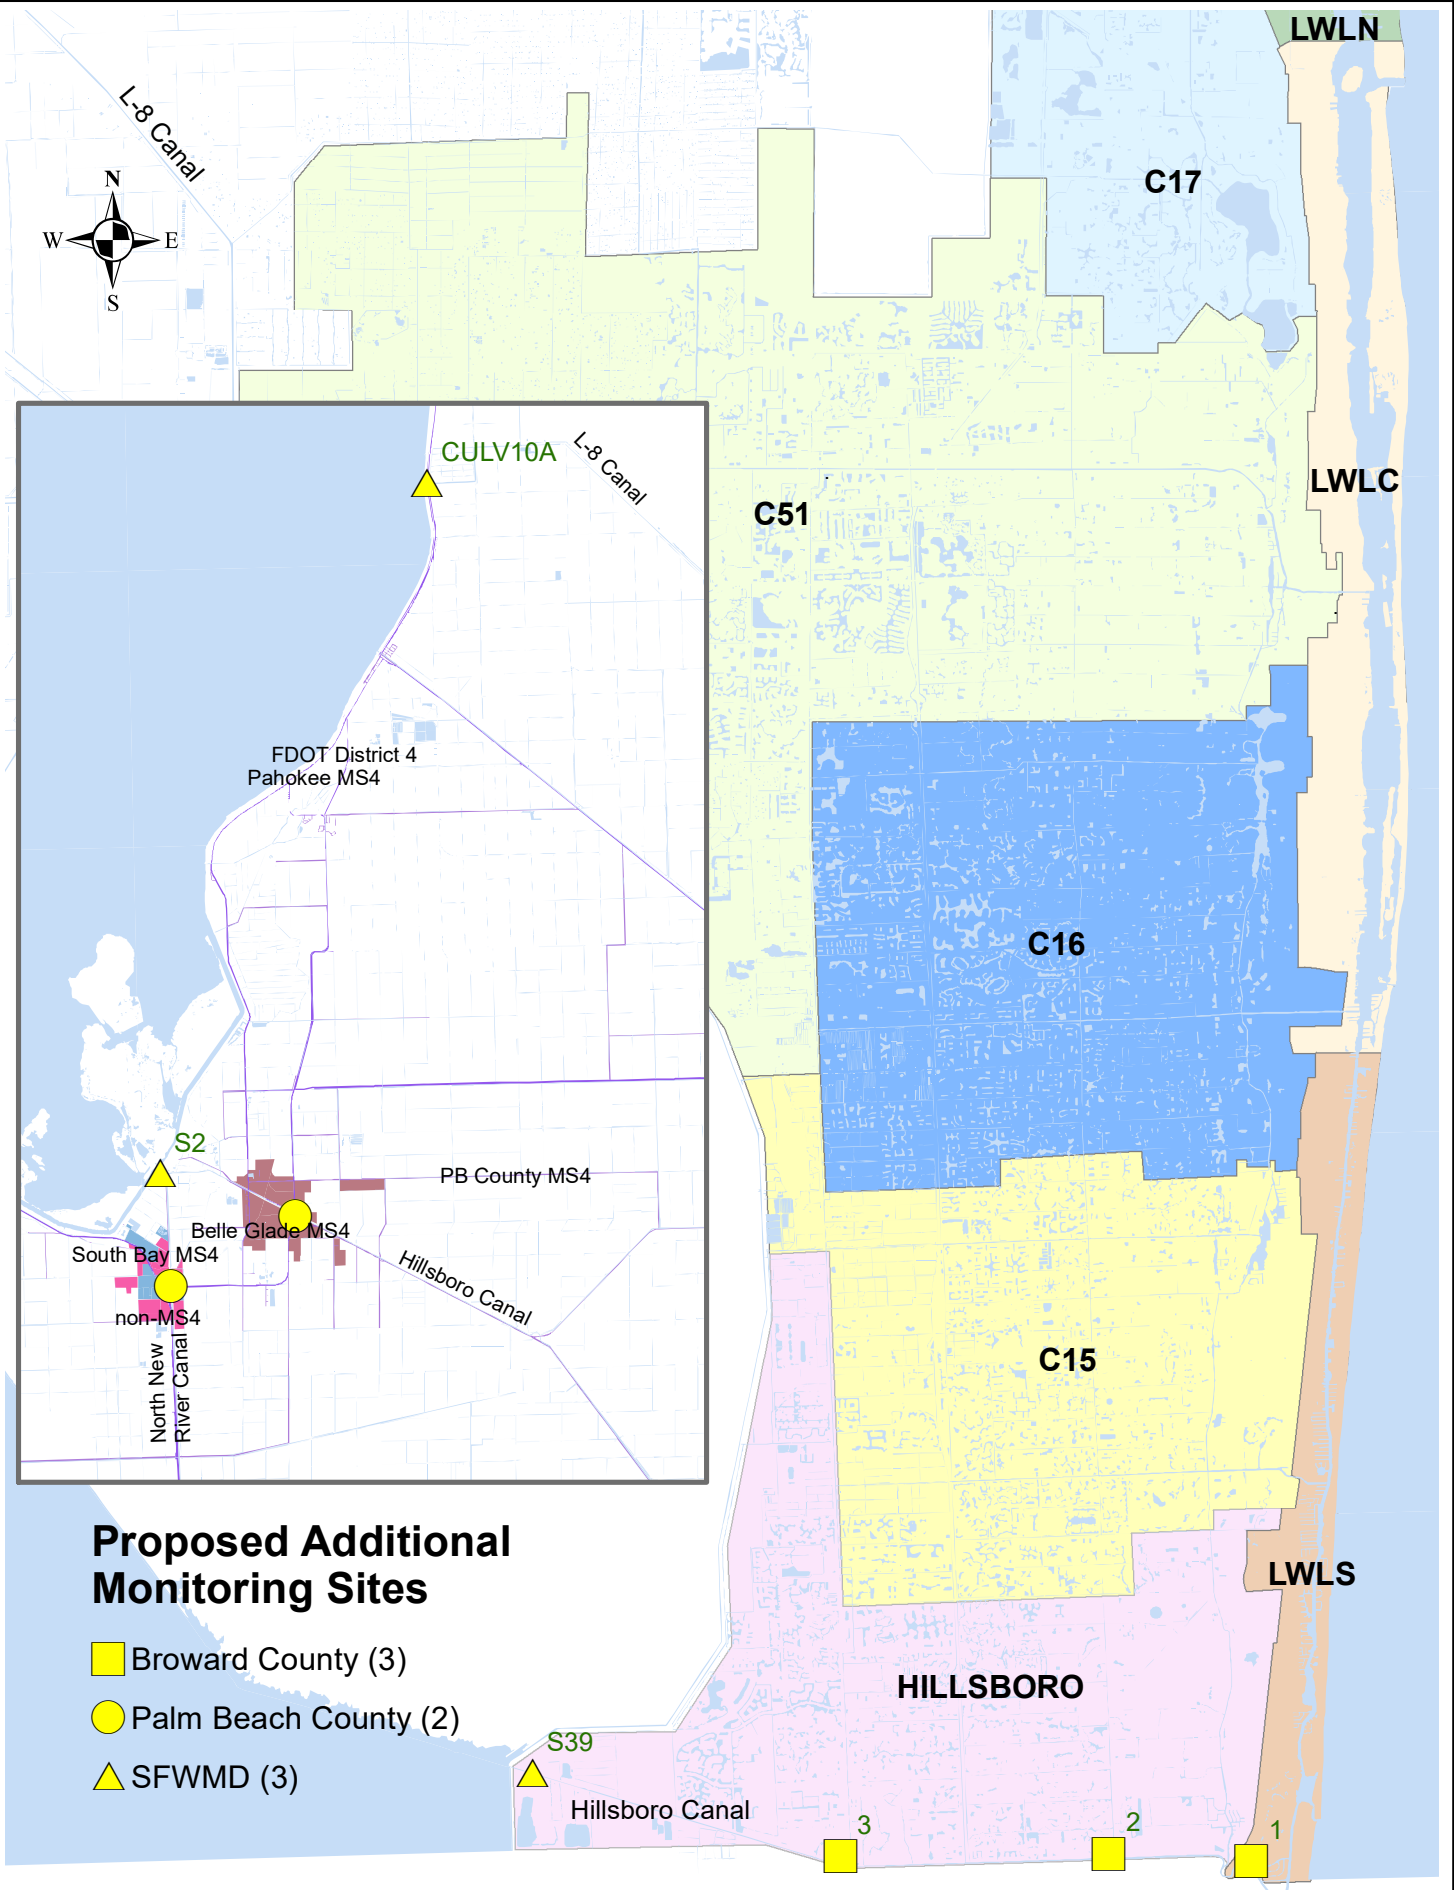 LWLN
L-8 Canal
N
W E
S
C17
CULV10A
L-8 Canal
LWLC
C51
FDOT District 4
Pahokee MS4
C16
S2
PB County MS4
Belle Glade MS4
South Bay MS4
Hillsboro Canal
non-MS4
North New
River Canal
C15
Proposed Additional
Monitoring Sites
Broward County (3)
Palm Beach County (2)
SFWMD (3)
LWLS
HILLSBORO
S39
Hillsboro Canal
3
2
1